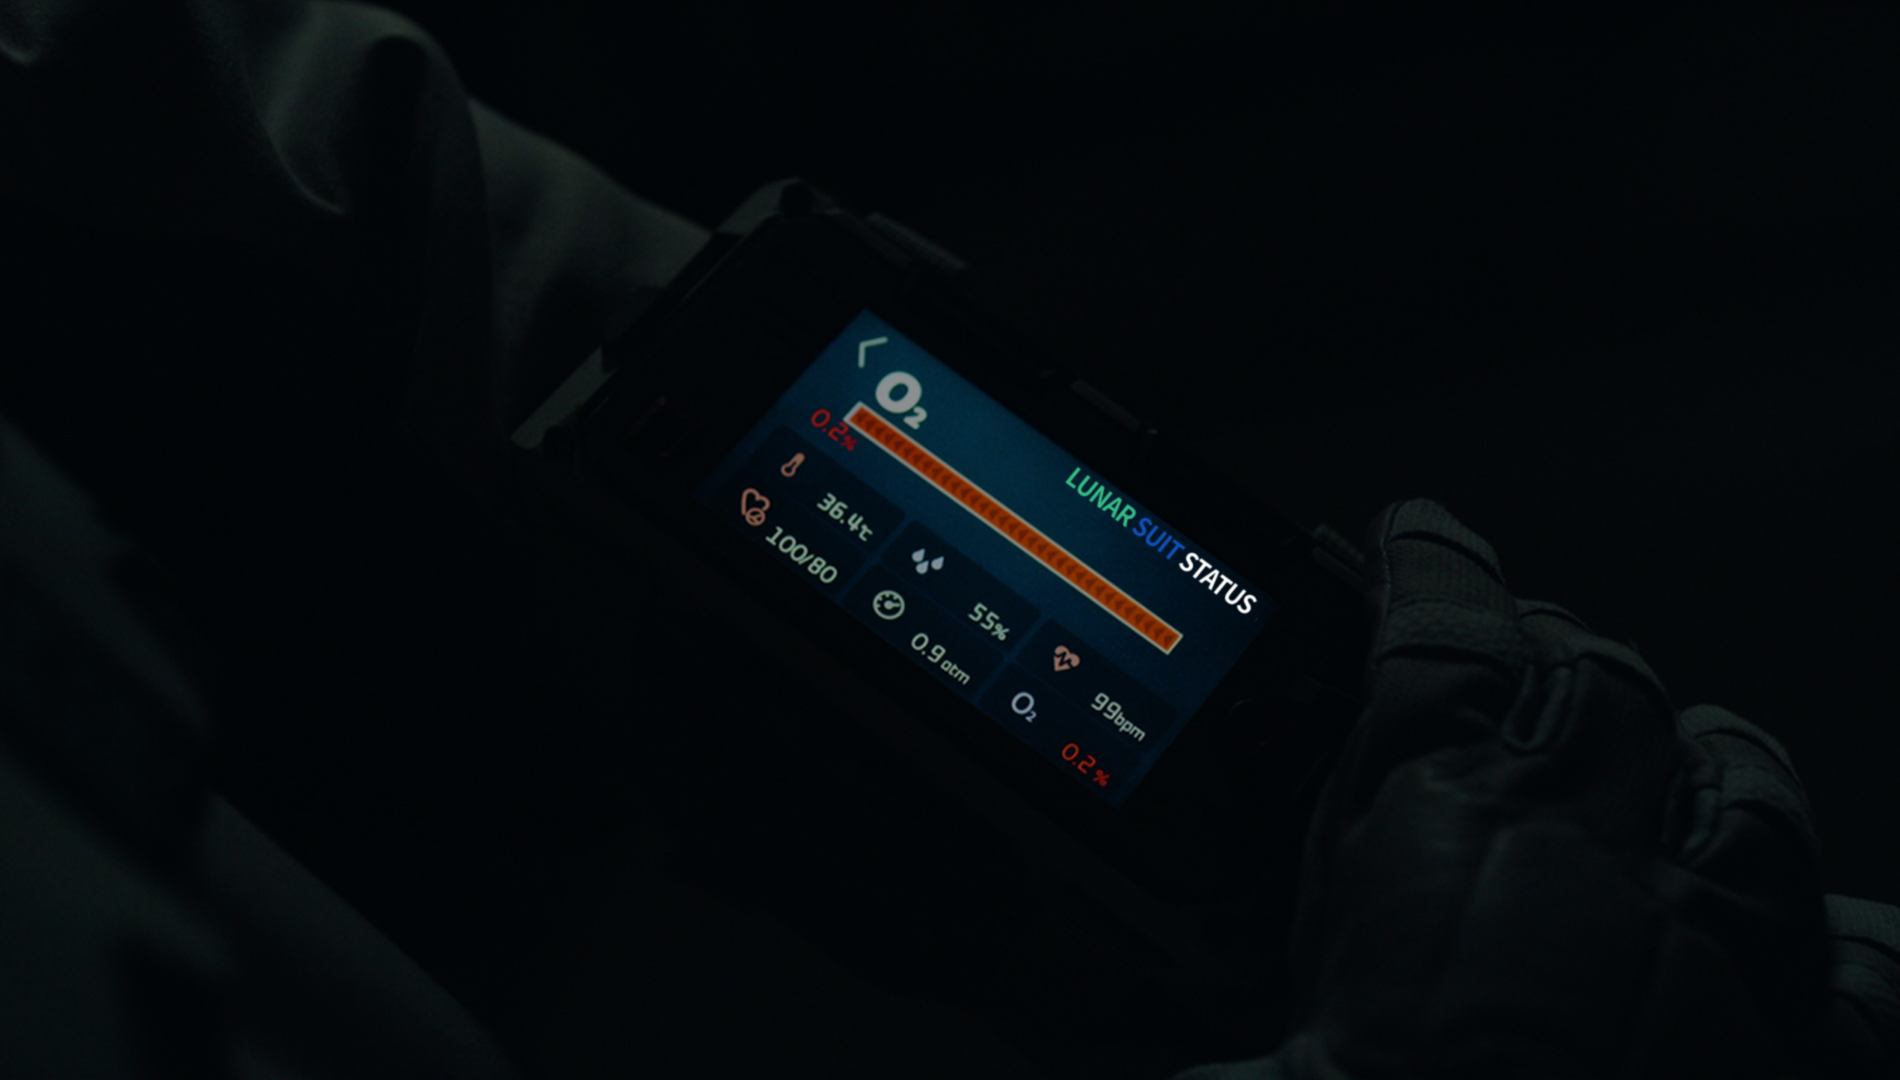 O₂
LUNAR SUIT STATUS
0.2%
36.4℃
55%
99bpm
100/80
0.9atm
O₂
0.2%